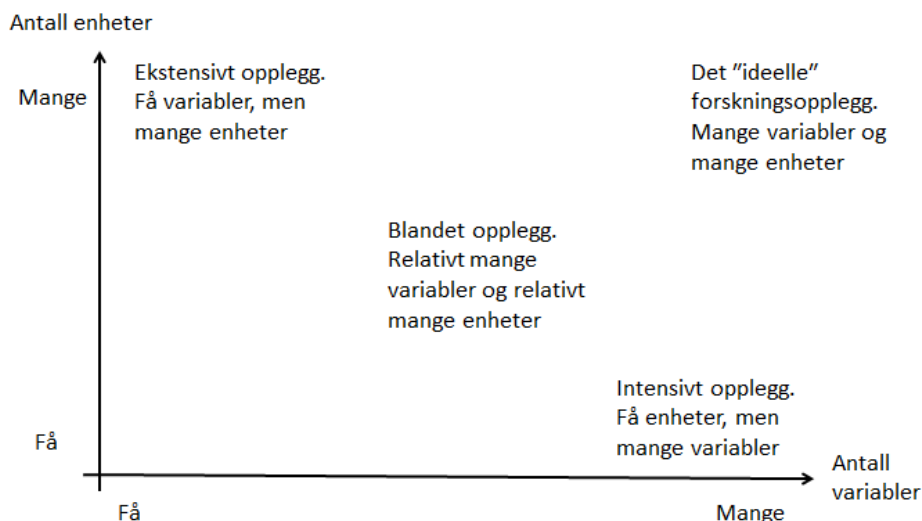 Antall enheter
Mange
Ekstensivt opplegg.
Få variabler, men
mange enheter
Det ”ideelle”
forskningsopplegg.
Mange variabler og
mange enheter
Blandet opplegg.
Relativt mange
variabler og relativt
mange enheter
Intensivt opplegg.
Få enheter, men
mange variabler
Få
Antall
variabler
Få
Mange